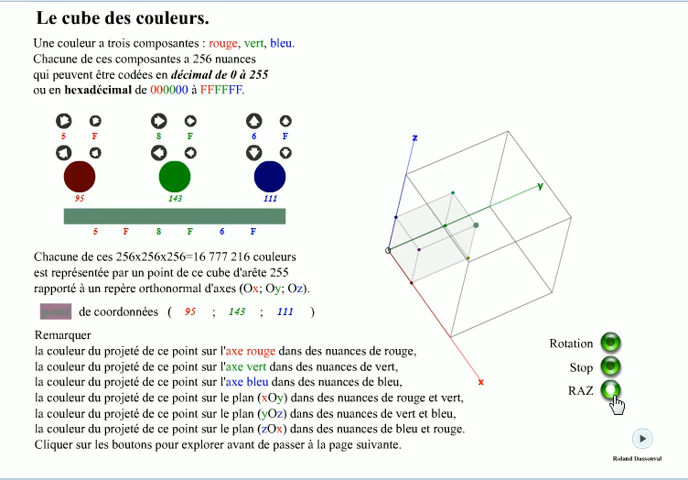 Le cube des couleurs.
Une couleur a trois composantes : rouge, vert, bleu.
Chacune de ces composantes a 256 nuances
qui peuvent être codées en décimal de 0 à 255
ou en hexadécimal de 000000 à FFFFFF.
5 F 8 F 6 F
95 143 111
5 F 8 F 6 F
z
y
x
Chacune de ces 256x256x256=16 777 216 couleurs
est représentée par un point de ce cube d'arête 255
rapporté à un repère orthonormal d'axes (Ox; Oy; Oz).
point de coordonnées ( 95 ; 143 ; 111 )
Remarquer
la couleur du projeté de ce point sur l'axe rouge dans des nuances de rouge,
la couleur du projeté de ce point sur l'axe vert dans des nuances de vert,
la couleur du projeté de ce point sur l'axe bleu dans des nuances de bleu,
la couleur du projeté de ce point sur le plan (xOy) dans des nuances de rouge et vert,
la couleur du projeté de ce point sur le plan (yOz) dans des nuances de vert et bleu,
la couleur du projeté de ce point sur le plan (zOx) dans des nuances de bleu et rouge.
Cliquer sur les boutons pour explorer avant de passer à la page suivante.
Rotation
Stop
RAZ
Roland Dassonval